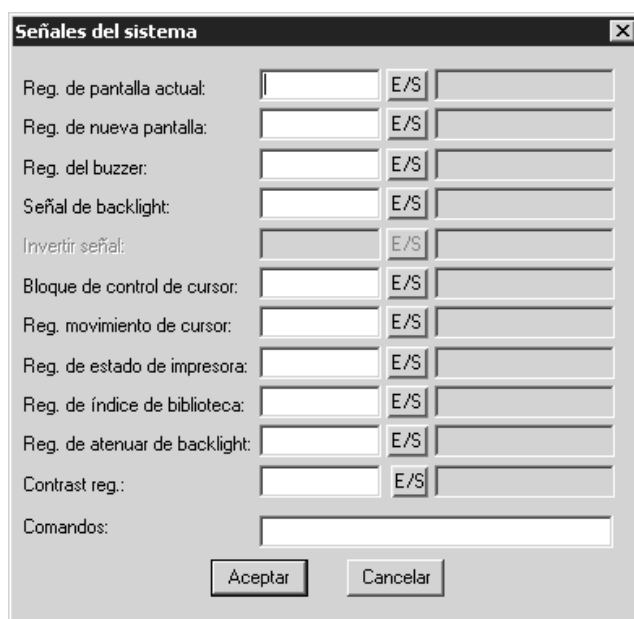 Señales del sistema
Reg. de pantalla actual: E/S
Reg. de nueva pantalla: E/S
Reg. del buzzer: E/S
Señal de backlight: E/S
Invertir señal: E/S
Bloque de control de cursor: E/S
Reg. movimiento de cursor: E/S
Reg. de estado de impresora: E/S
Reg. de índice de biblioteca: E/S
Reg. de atenuar de backlight: E/S
Contrast reg.: E/S
Comandos:
Aceptar Cancelar